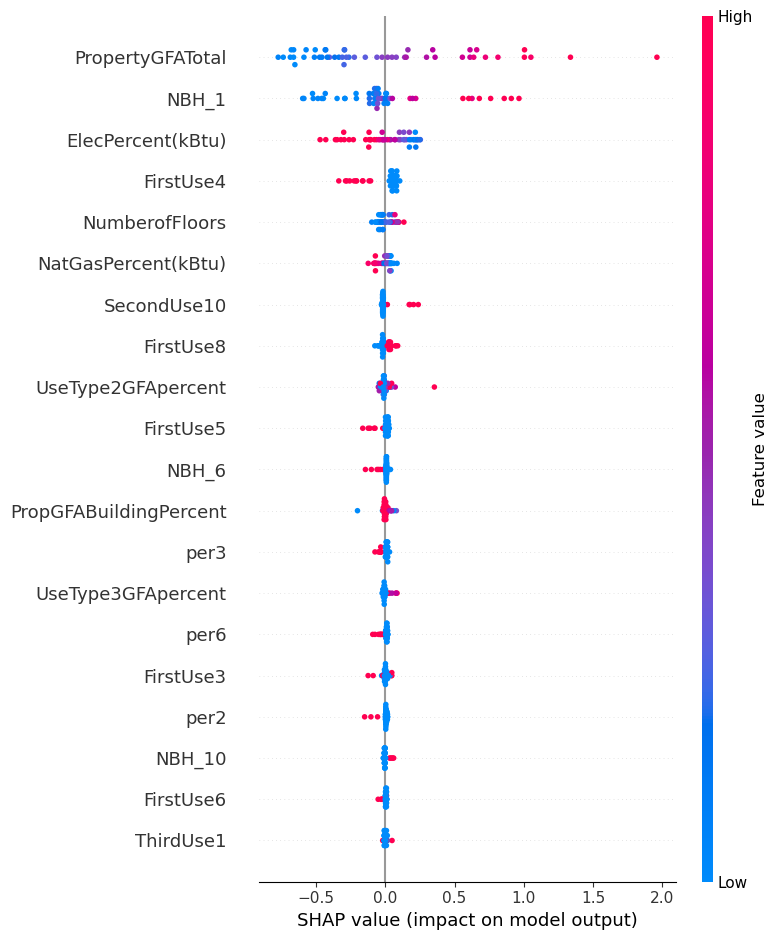 High
PropertyGFATotal
NBH_1
ElecPercent(kBtu)
FirstUse4
NumberofFloors
NatGasPercent(kBtu)
SecondUse10
FirstUse8
UseType2GFApercent
FirstUse5
NBH_6
PropGFABuildingPercent
per3
UseType3GFApercent
per6
FirstUse3
per2
NBH_10
FirstUse6
ThirdUse1
Feature value
Low
−0.5 0.0 0.5 1.0 1.5 2.0
SHAP value (impact on model output)